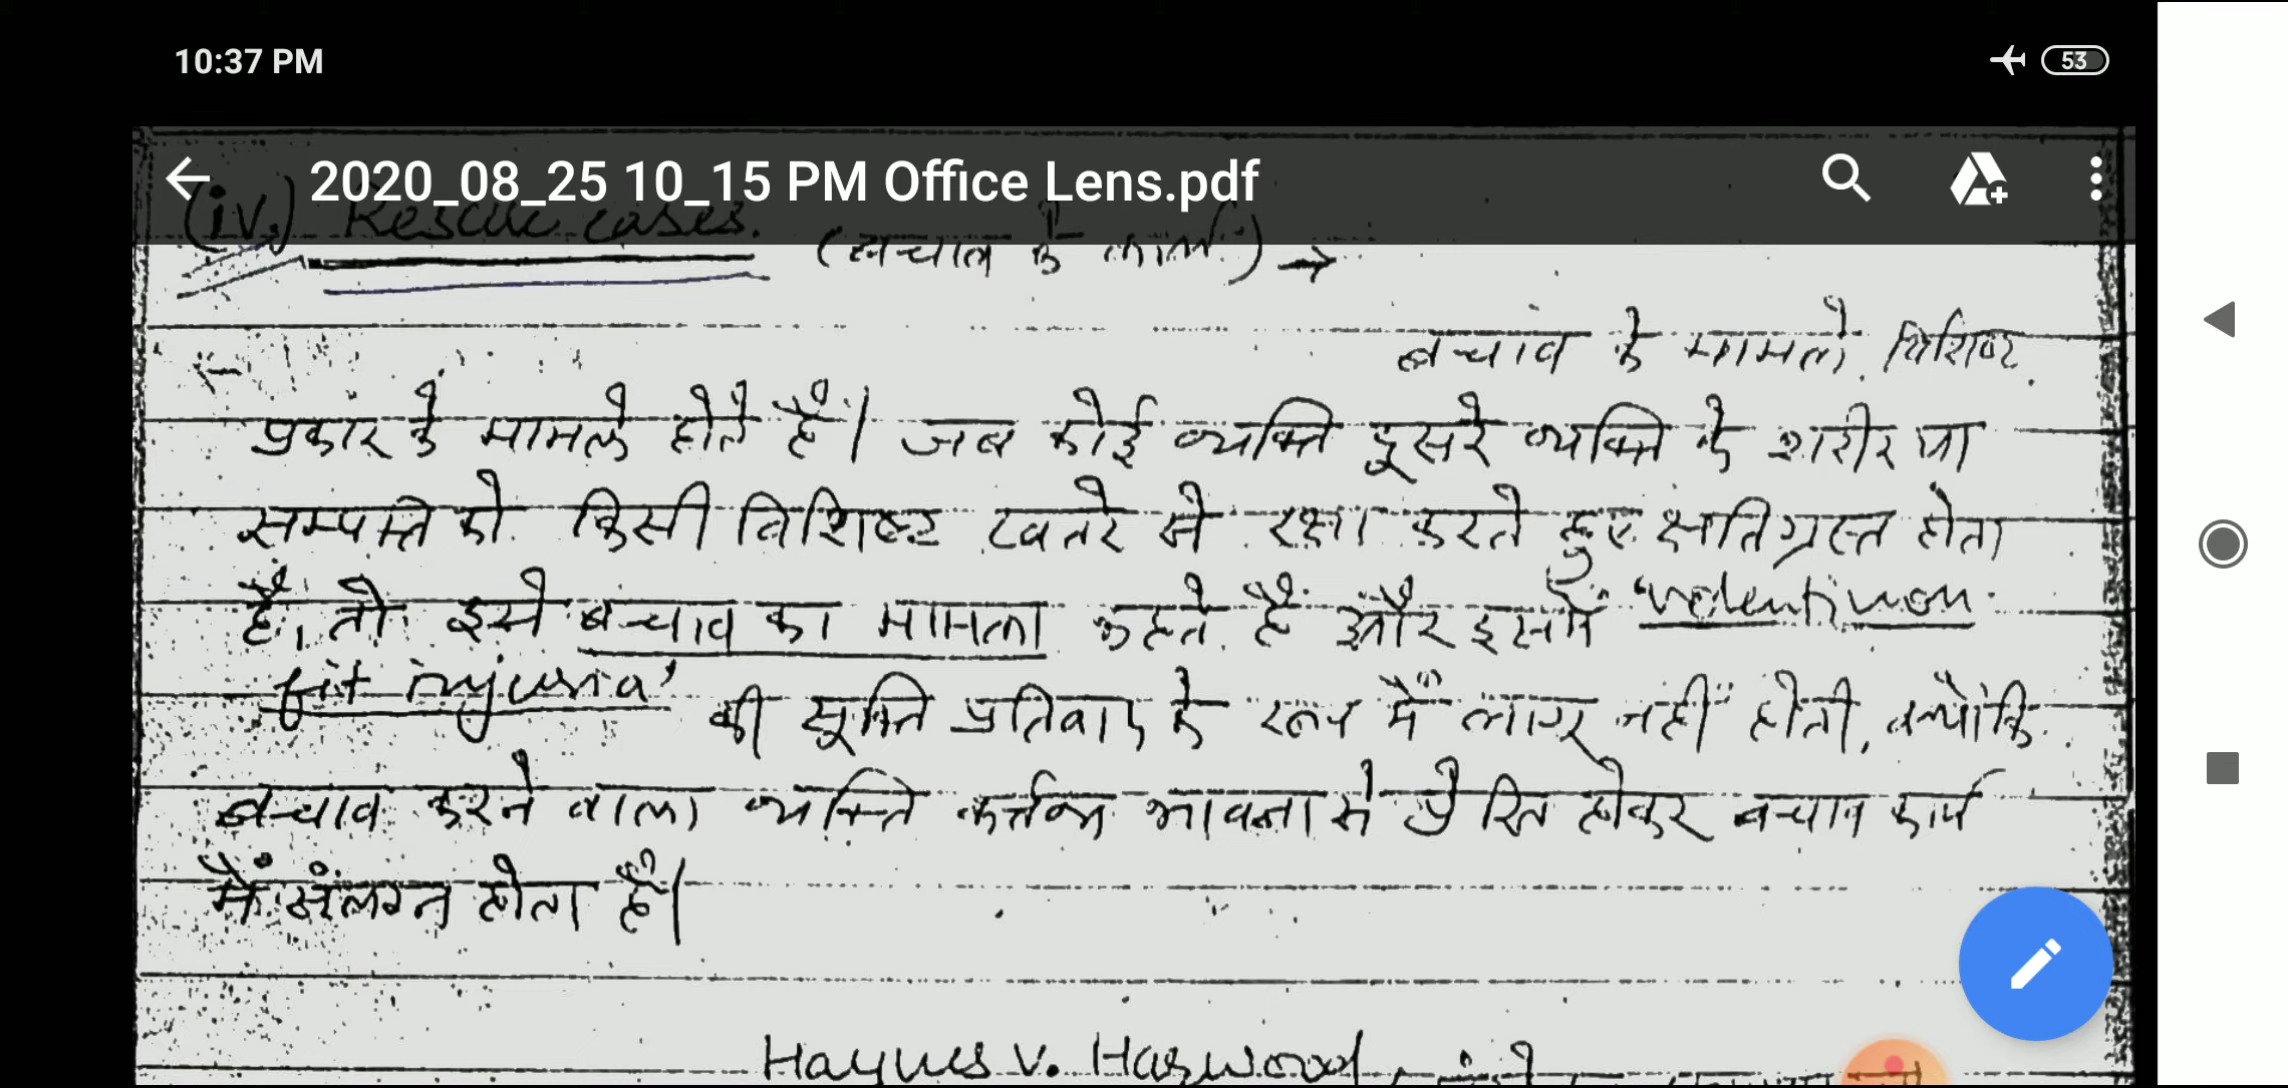 10:37 PM
53
2020_08_25 10_15 PM Office Lens.pdf
(iv.) Rescue cases. (बचाव के कार्य) →
बचाव के मामले विशिष्ट
प्रकार के मामले होते हैं। जब कोई व्यक्ति दूसरे व्यक्ति के शरीर या
सम्पत्ति को किसी विशिष्ट खतरे से रक्षा करते हुए क्षतिग्रस्त होता
है, तो इसे बचाव का मामला कहते हैं और इसमें 'volenti non
fit injuria' की सूक्ति प्रतिवाद के रूप में लागू नहीं होती, क्योंकि
बचाव करने वाला व्यक्ति कर्त्तव्य भावना से प्रेरित होकर बचाव कार्य
में संलग्न होता है।
Haynes v. Harwood